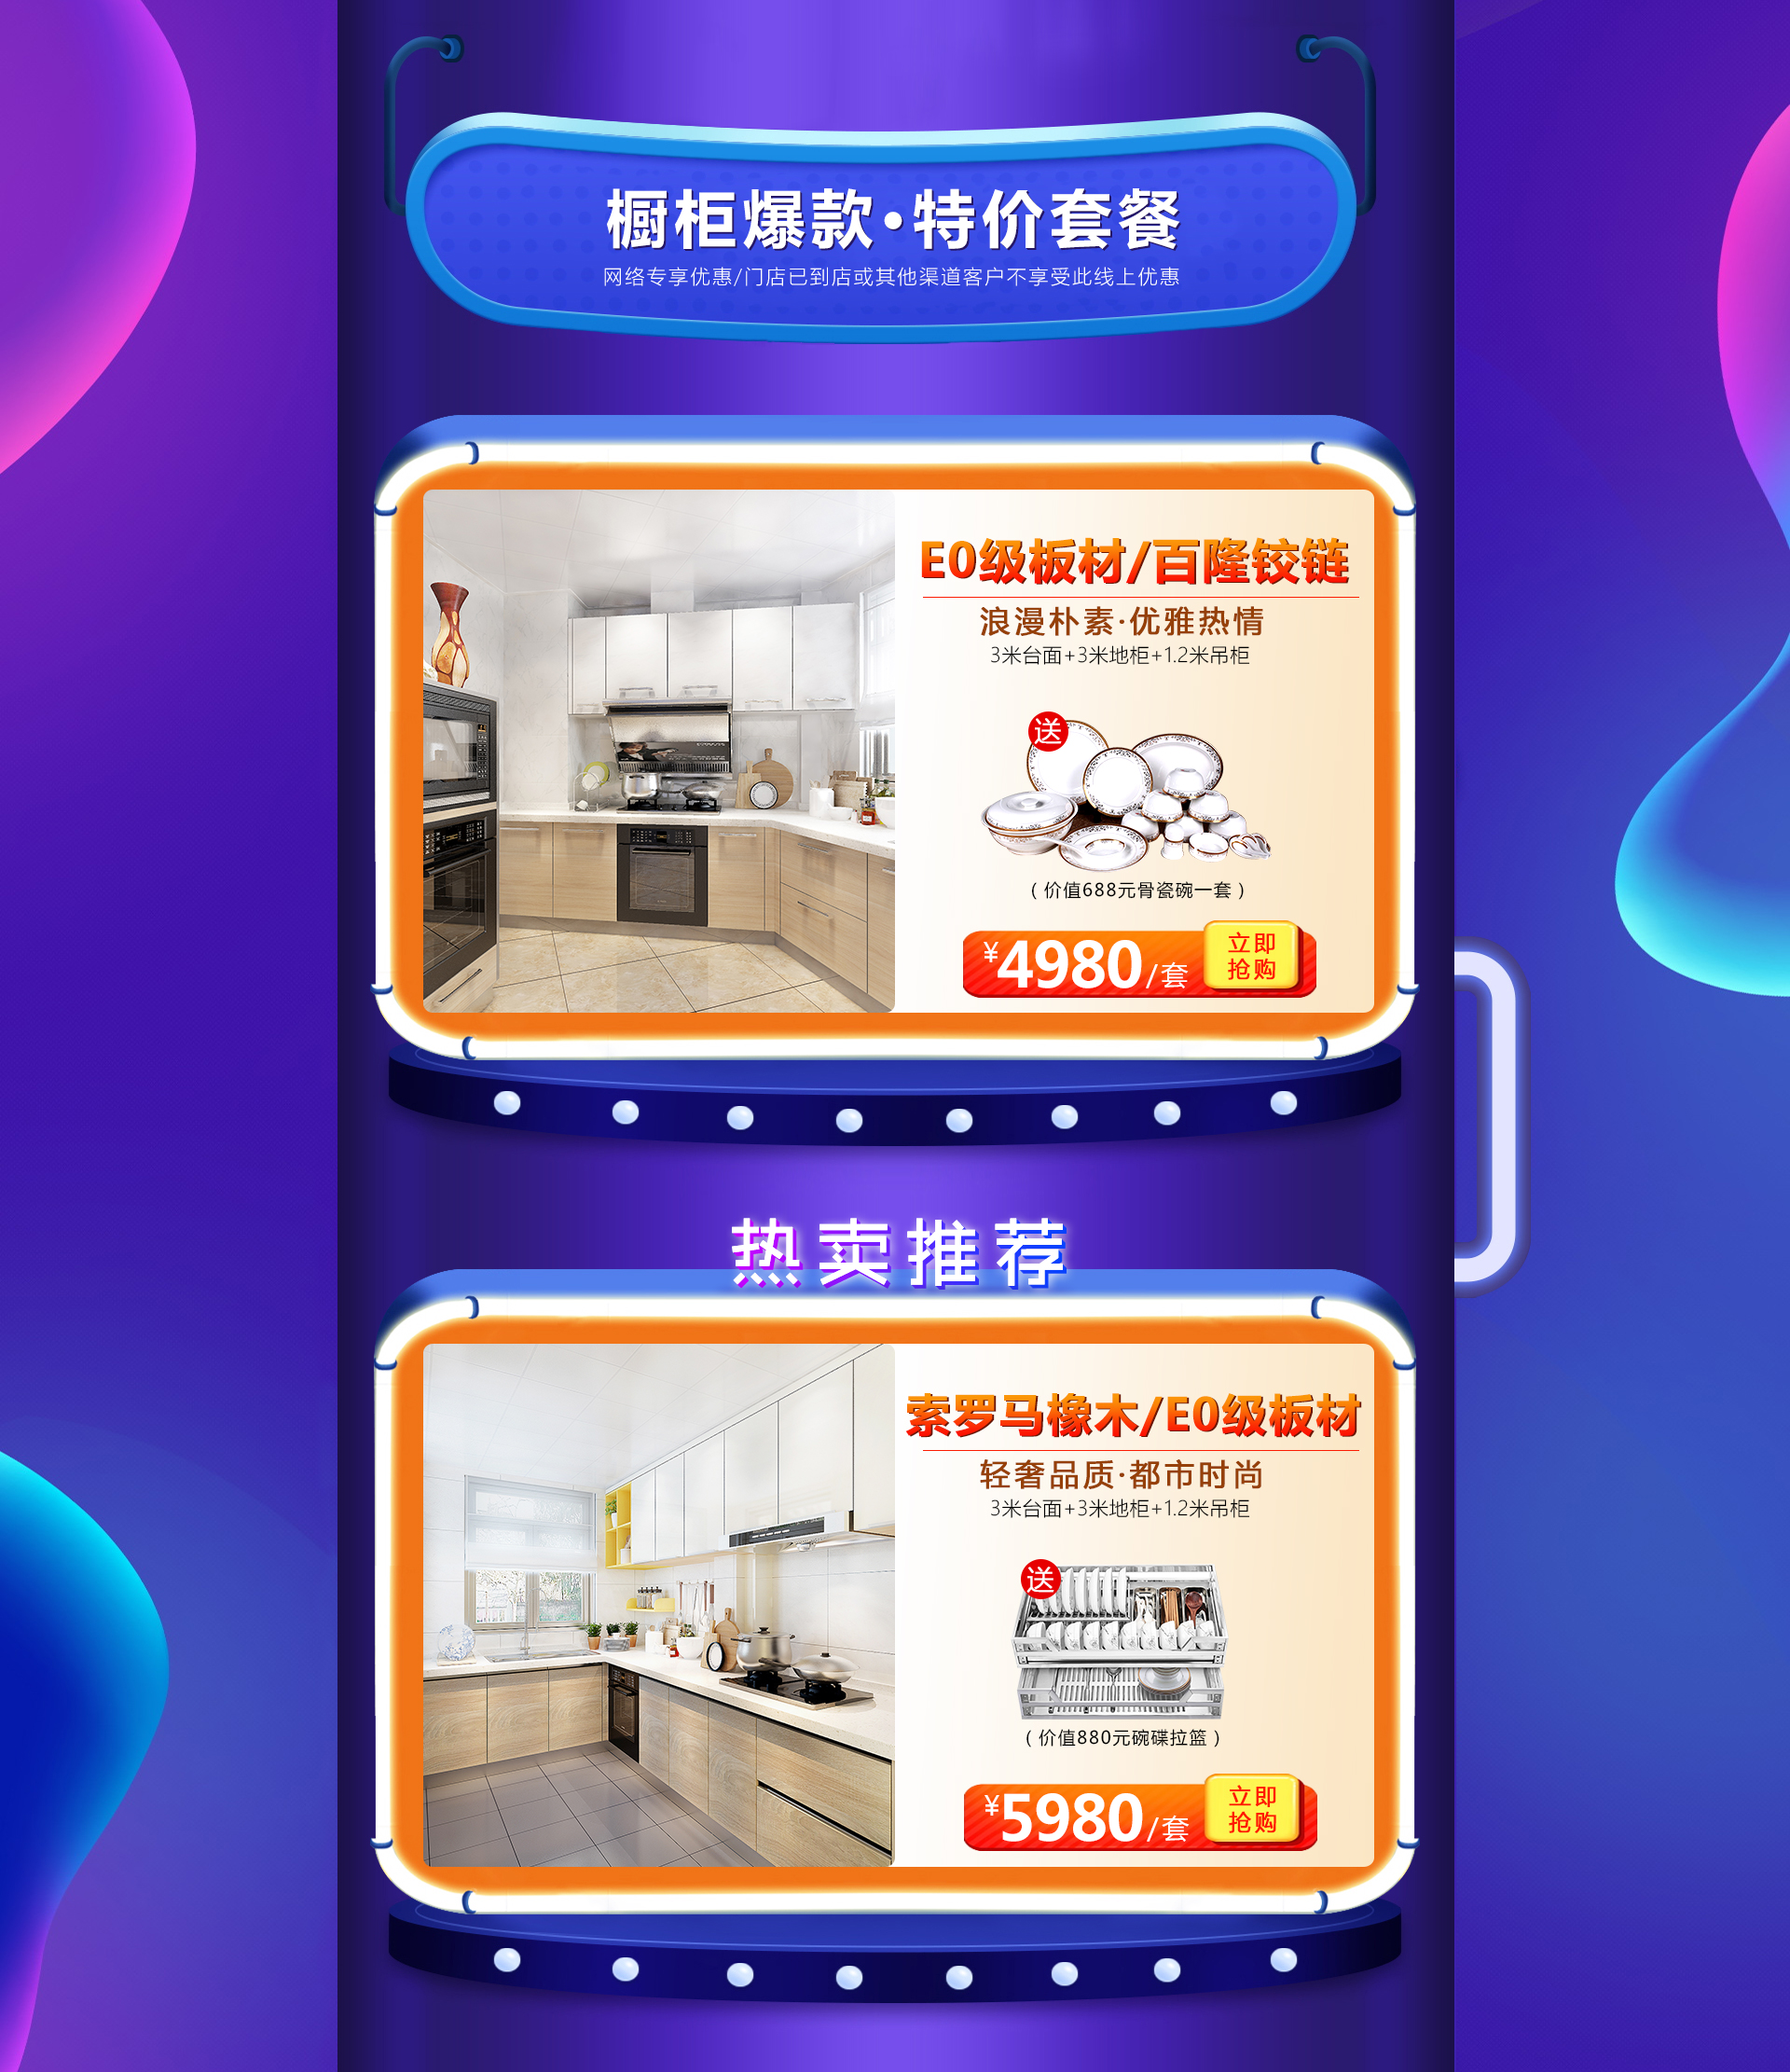 橱柜爆款·特价套餐
网络专享优惠/门店已到店或其他渠道客户不享受此线上优惠
E0级板材/百隆铰链
浪漫朴素·优雅热情
3米台面+3米地柜+1.2米吊柜
送
（价值688元骨瓷碗一套）
¥4980/套
立即
抢购
热卖推荐
索罗马橡木/E0级板材
轻奢品质·都市时尚
3米台面+3米地柜+1.2米吊柜
送
（价值880元碗碟拉篮）
¥5980/套
立即
抢购